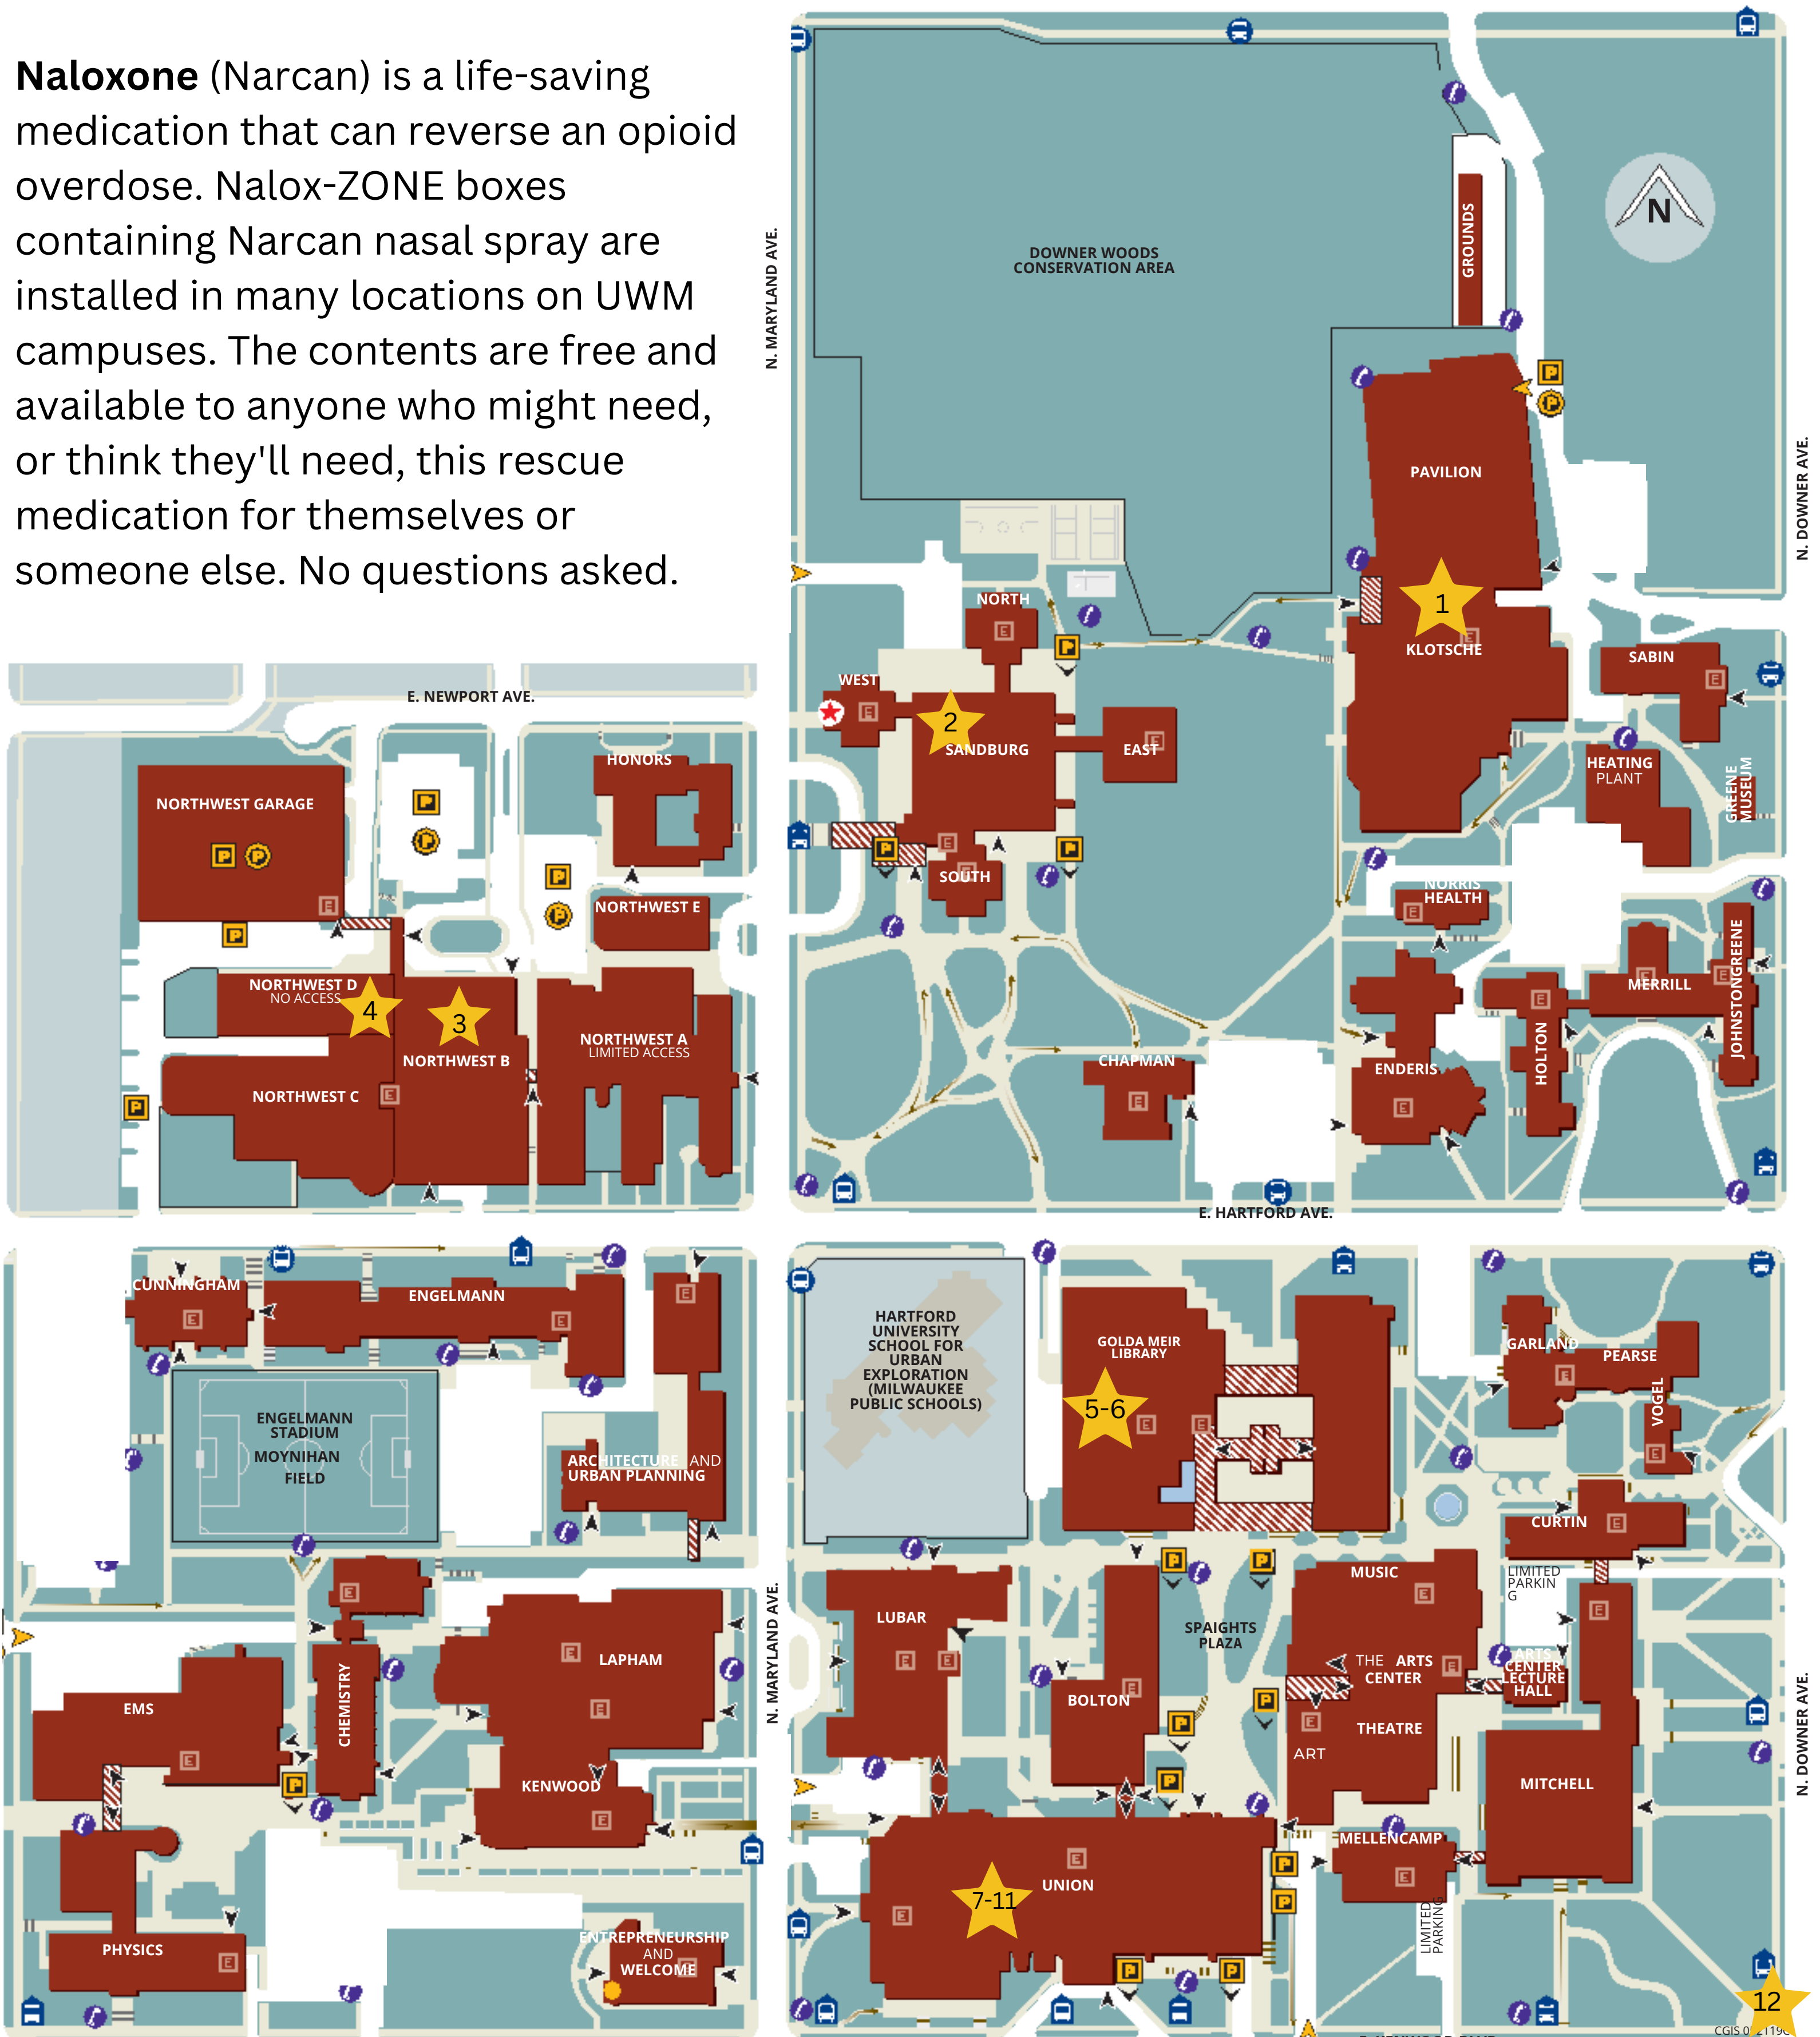 Naloxone (Narcan) is a life-saving
medication that can reverse an opioid
overdose. Nalox-ZONE boxes
containing Narcan nasal spray are
installed in many locations on UWM
campuses. The contents are free and
available to anyone who might need,
or think they'll need, this rescue
medication for themselves or
someone else. No questions asked.
N. MARYLAND AVE.
DOWNER WOODS
CONSERVATION AREA
GROUNDS
N
N. DOWNER AVE.
PAVILION
1
KLOTSCHE
NORTH
WEST
2
SANDBURG
EAST
SOUTH
SABIN
HEATING
PLANT
GREENE
MUSEUM
NORRIS
HEALTH
MERRILL
JOHNSTON
GREENE
HOLTON
ENDERIS
CHAPMAN
E. HARTFORD AVE.
E. NEWPORT AVE.
NORTHWEST GARAGE
HONORS
NORTHWEST E
NORTHWEST D
NO ACCESS
4
3
NORTHWEST B
NORTHWEST A
LIMITED ACCESS
NORTHWEST C
CUNNINGHAM
ENGELMANN
ENGELMANN
STADIUM
MOYNIHAN
FIELD
ARCHITECTURE AND
URBAN PLANNING
N. MARYLAND AVE.
LAPHAM
CHEMISTRY
EMS
KENWOOD
PHYSICS
ENTREPRENEURSHIP
AND
WELCOME
HARTFORD
UNIVERSITY
SCHOOL FOR
URBAN
EXPLORATION
(MILWAUKEE
PUBLIC SCHOOLS)
GOLDA MEIR
LIBRARY
5-6
GARLAND
PEARSE
VOGEL
CURTIN
LIMITED
PARKIN
G
MUSIC
LUBAR
SPAIGHTS
PLAZA
BOLTON
THE ARTS
CENTER
ARTS
CENTER
LECTURE
HALL
THEATRE
ART
MITCHELL
N. DOWNER AVE.
MELLENCAMP
UNION
7-11
LIMITED
PARKING
12